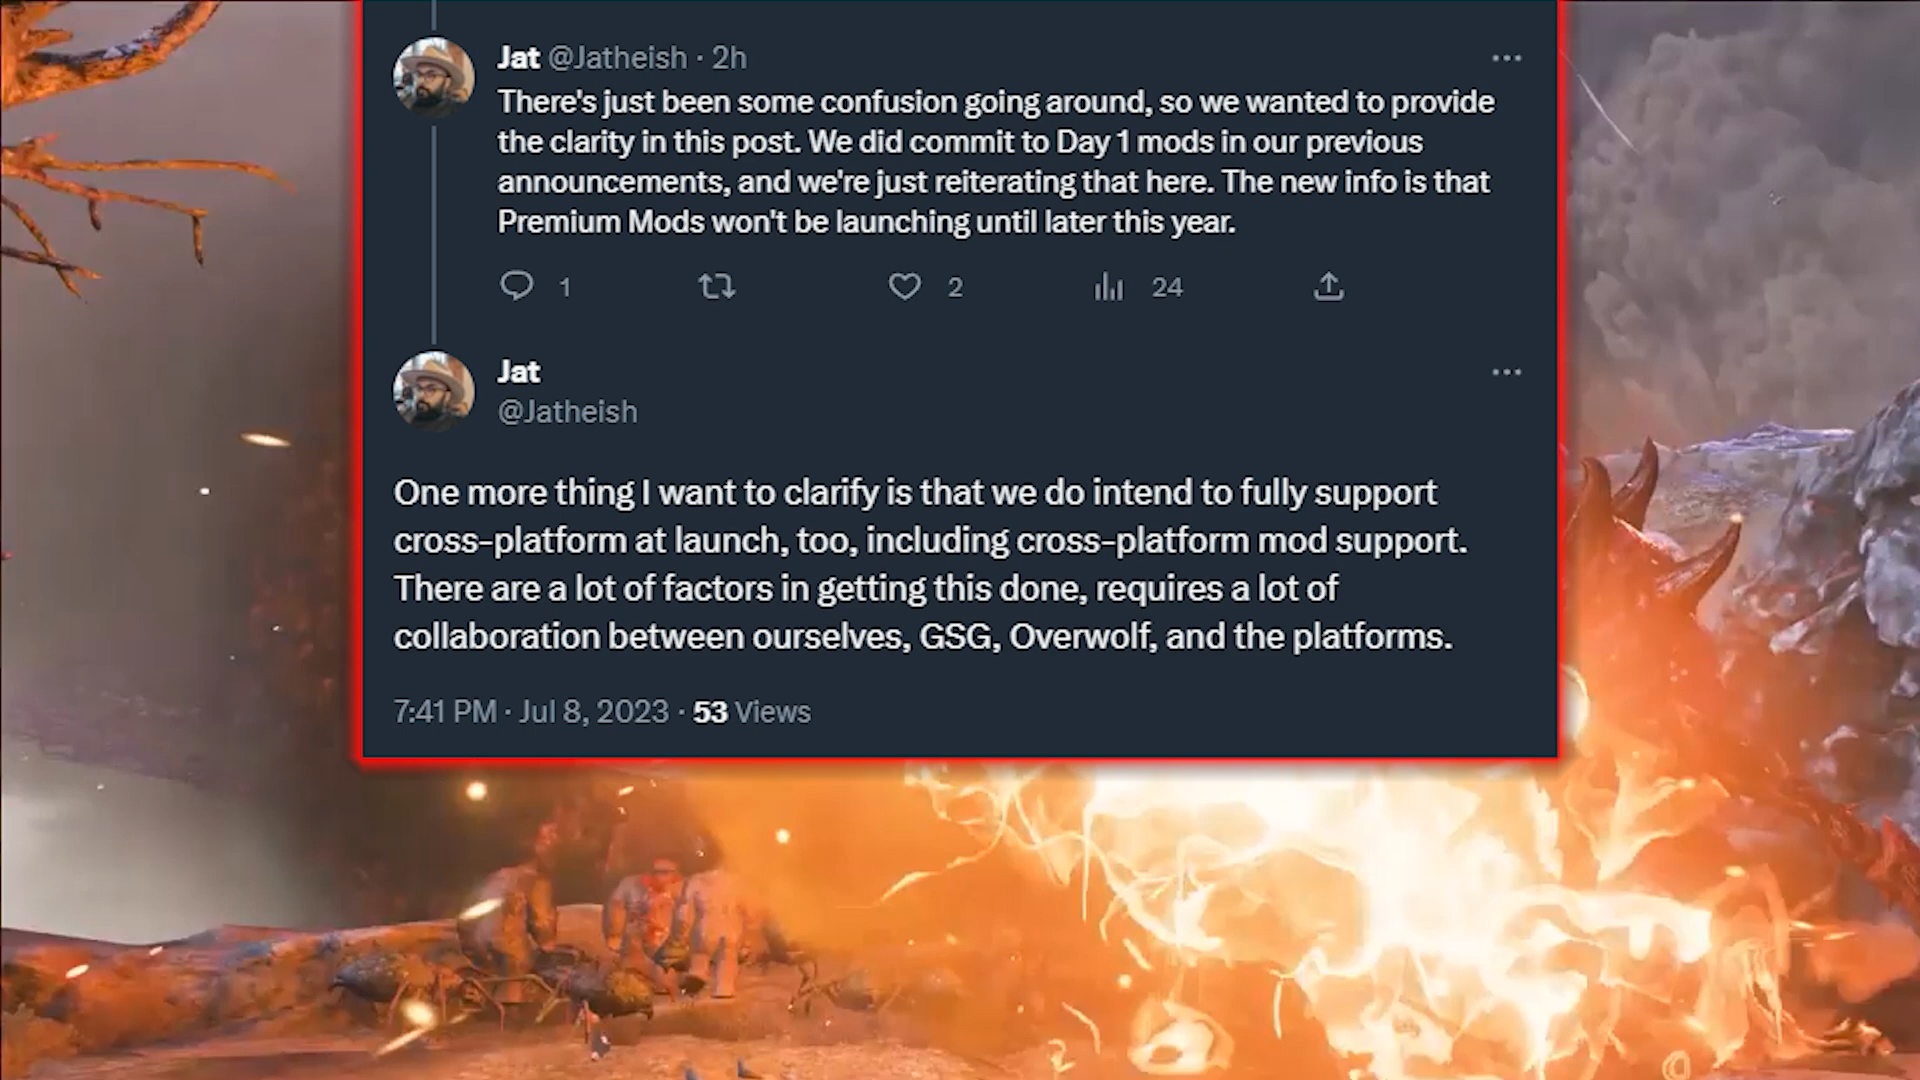 Jat @Jatheish · 2h
There's just been some confusion going around, so we wanted to provide
the clarity in this post. We did commit to Day 1 mods in our previous
announcements, and we're just reiterating that here. The new info is that
Premium Mods won't be launching until later this year.
1 2 24
Jat
@Jatheish
One more thing I want to clarify is that we do intend to fully support
cross-platform at launch, too, including cross-platform mod support.
There are a lot of factors in getting this done, requires a lot of
collaboration between ourselves, GSG, Overwolf, and the platforms.
7:41 PM · Jul 8, 2023 · 53 Views